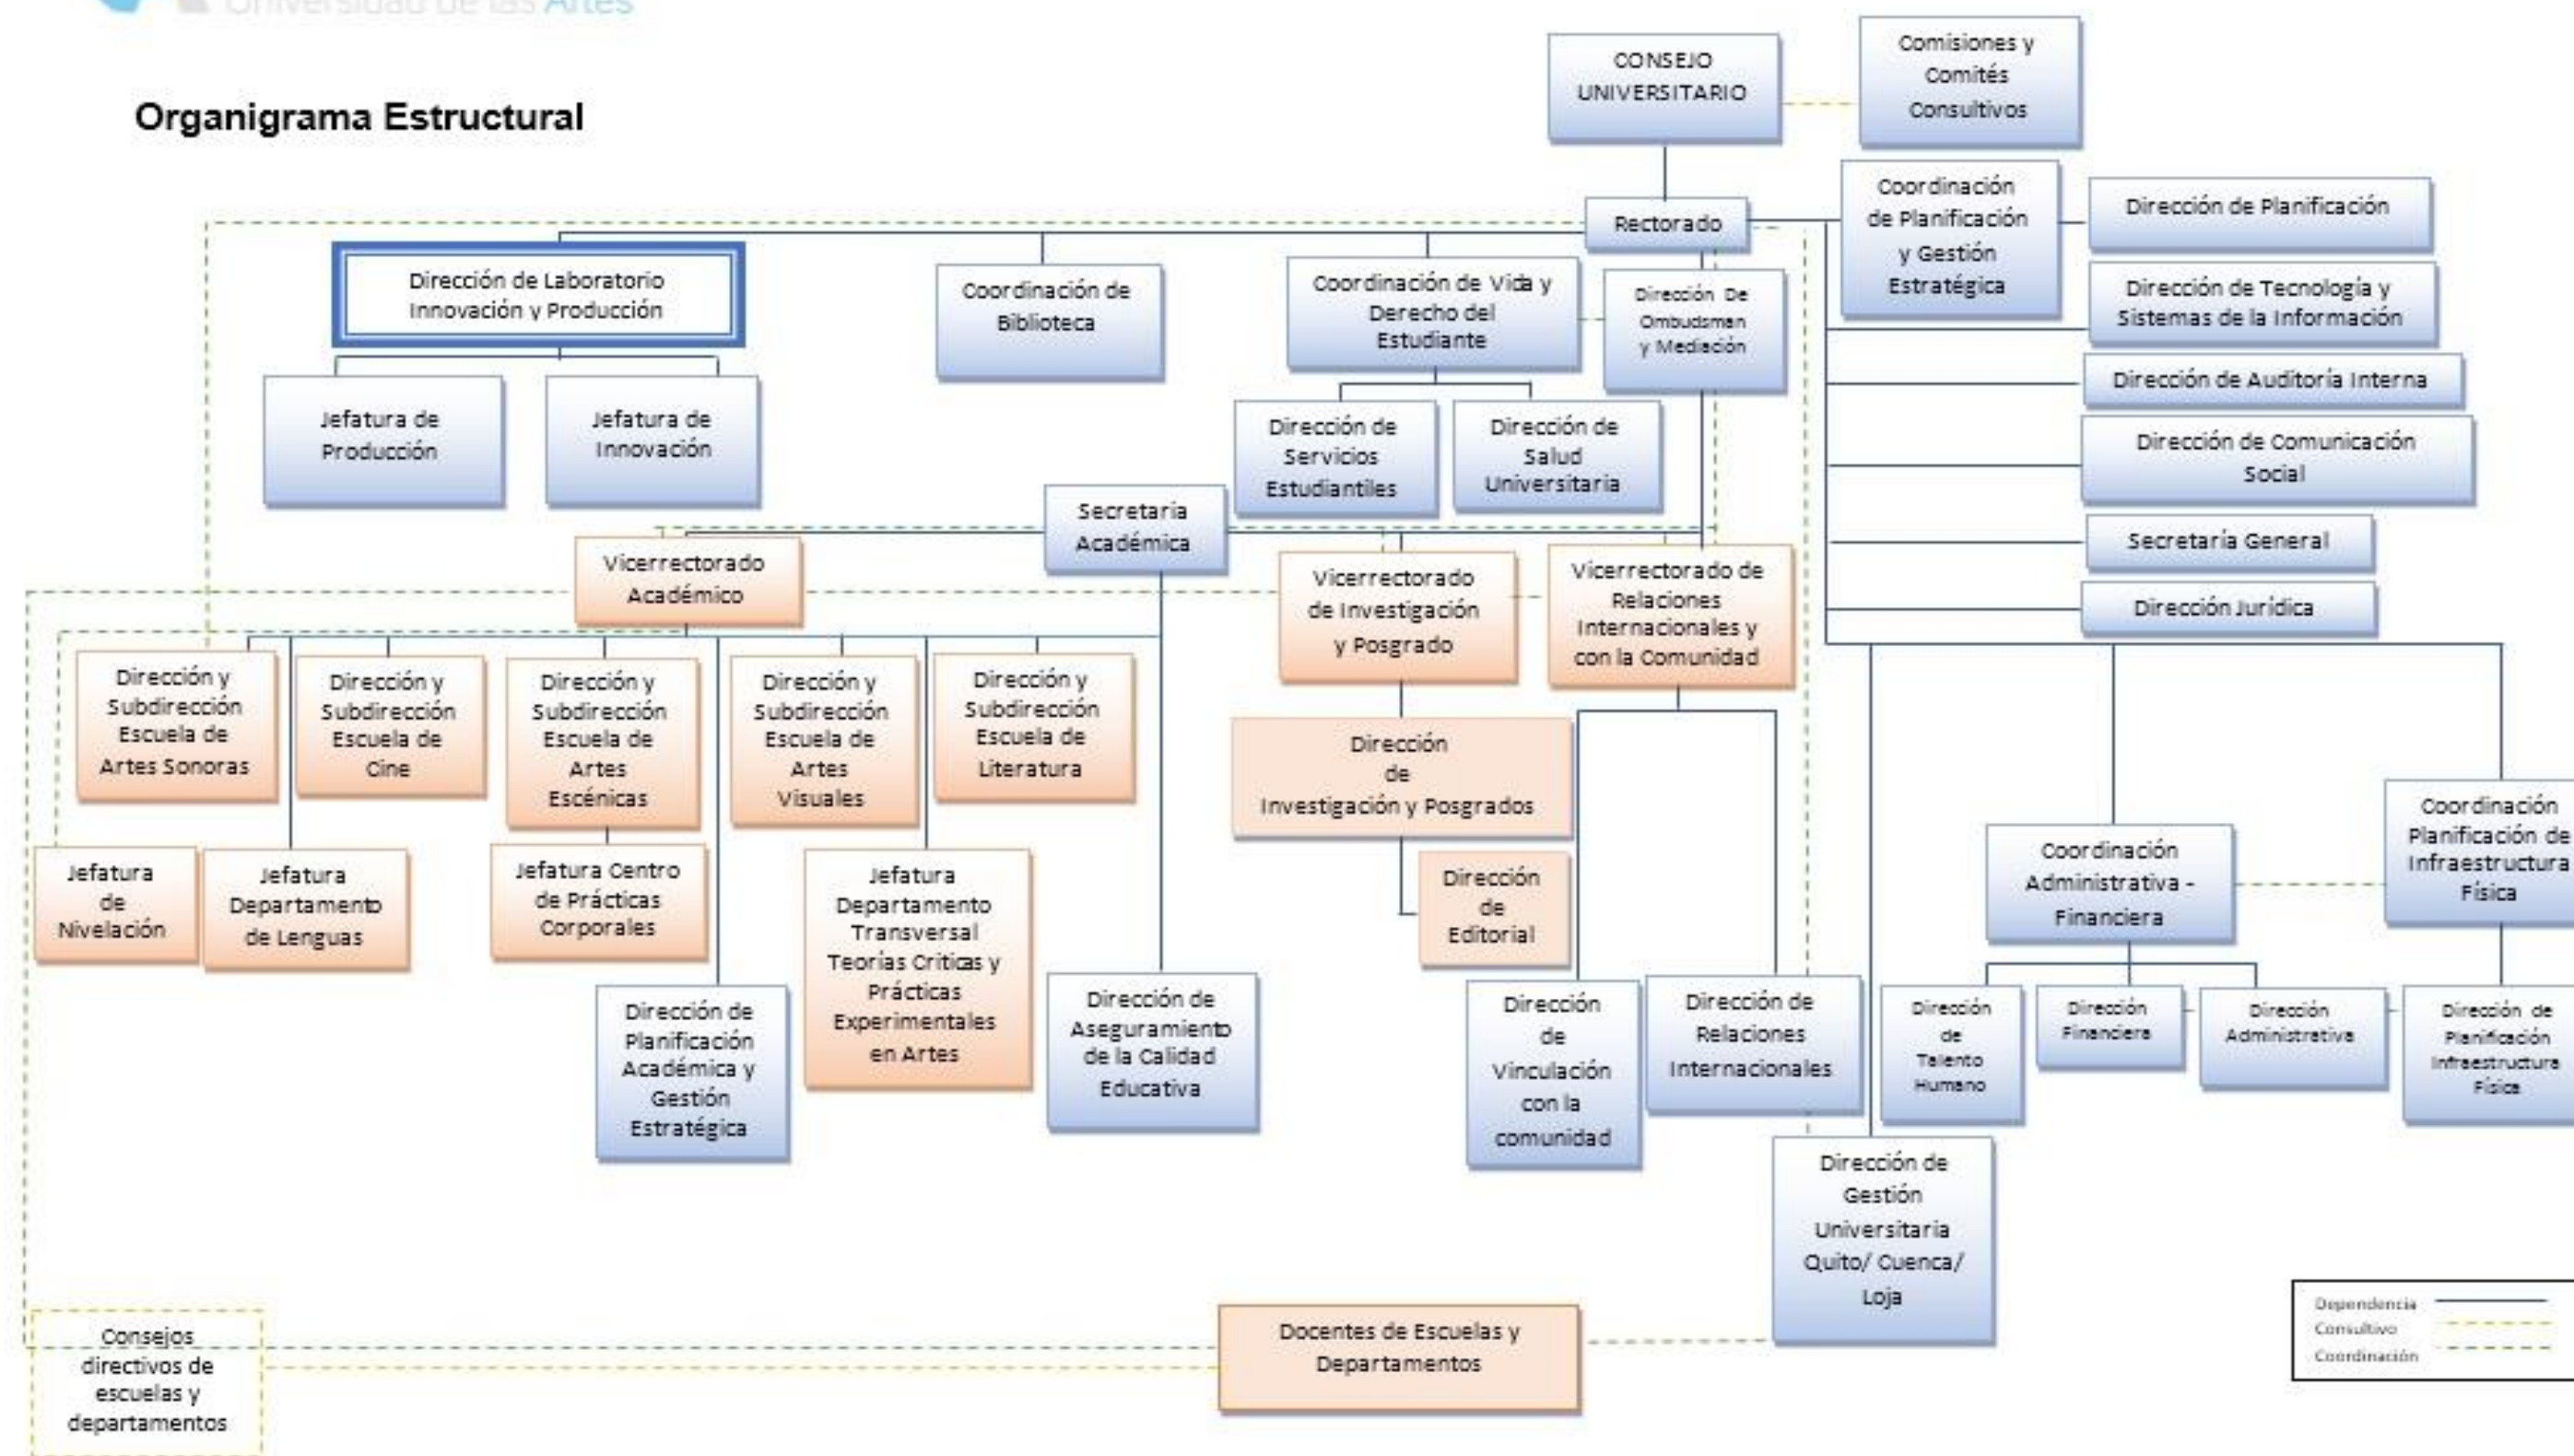 Universidad de las Artes
Organigrama Estructural
CONSEJO
UNIVERSITARIO
Comisiones y
Comités
Consultivos
Rectorado
Coordinación
de Planificación
y Gestión
Estratégica
Dirección de Planificación
Dirección de Tecnología y
Sistemas de la Información
Dirección de Auditoría Interna
Dirección de Comunicación
Social
Secretaría General
Dirección Jurídica
Dirección de Laboratorio
Innovación y Producción
Coordinación de
Biblioteca
Coordinación de Vida y
Derecho del
Estudiante
Dirección De
Ombudsman
y Mediación
Jefatura de
Producción
Jefatura de
Innovación
Dirección de
Servicios
Estudiantiles
Dirección de
Salud
Universitaria
Secretaria
Académica
Vicerrectorado
Académico
Vicerrectorado
de Investigación
y Posgrado
Vicerrectorado de
Relaciones
Internacionales y
con la Comunidad
Dirección y
Subdirección
Escuela de
Artes Sonoras
Dirección y
Subdirección
Escuela de
Cine
Dirección y
Subdirección
Escuela de
Artes
Escénicas
Dirección y
Subdirección
Escuela de
Artes
Visuales
Dirección y
Subdirección
Escuela de
Literatura
Dirección
de
Investigación y Posgrados
Jefatura
de
Nivelación
Jefatura
Departamento
de Lenguas
Jefatura Centro
de Prácticas
Corporales
Jefatura
Departamento
Transversal
Teorías Criticas y
Prácticas
Experimentales
en Artes
Dirección
de
Editorial
Coordinación
Administrativa -
Financiera
Coordinación
Planificación de
Infraestructura
Física
Dirección de
Planificación
Académica y
Gestión
Estratégica
Dirección de
Aseguramiento
de la Calidad
Educativa
Dirección
de
Vinculación
con la
comunidad
Dirección de
Relaciones
Internacionales
Dirección
de
Talento
Humano
Dirección
Financiera
Dirección
Administrativa
Dirección de
Planificación
Infraestructura
Física
Dirección de
Gestión
Universitaria
Quito/ Cuenca/
Loja
Consejos
directivos de
escuelas y
departamentos
Docentes de Escuelas y
Departamentos
Dependencia
Consultivo
Coordinación